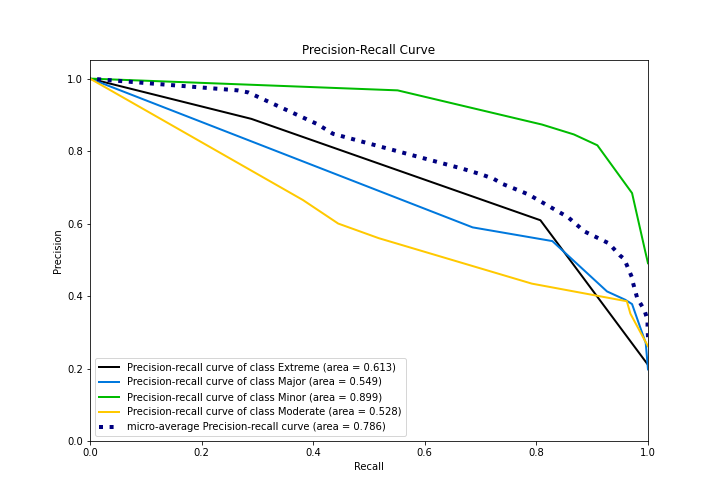 Precision-Recall Curve
1.0
0.8
0.6
0.4
0.2
0.0
Precision
Precision-recall curve of class Extreme (area = 0.613)
Precision-recall curve of class Major (area = 0.549)
Precision-recall curve of class Minor (area = 0.899)
Precision-recall curve of class Moderate (area = 0.528)
micro-average Precision-recall curve (area = 0.786)
0.0 0.2 0.4 0.6 0.8 1.0
Recall